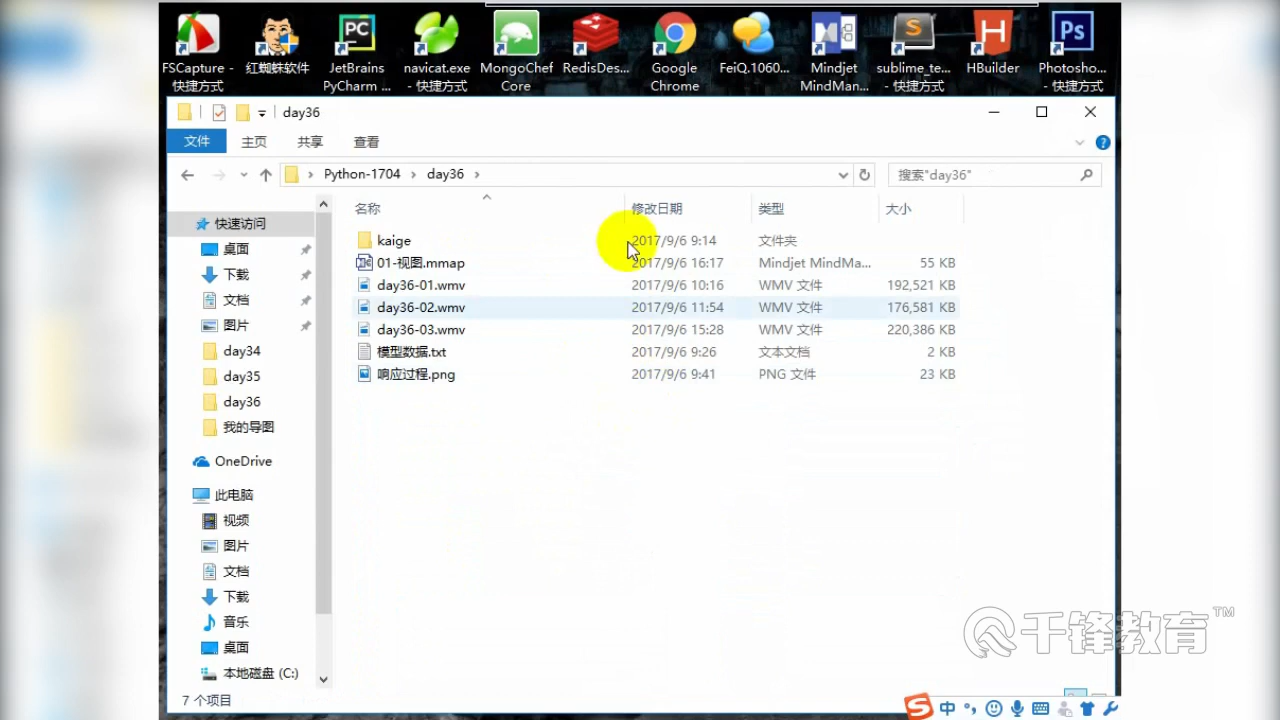 FSCapture - 快捷方式
红蜘蛛软件
JetBrains PyCharm ...
navicat.exe - 快捷方式
MongoChef Core
RedisDes...
Google Chrome
FeiQ.1060...
Mindjet MindMan...
sublime_te... - 快捷方式
HBuilder
Photosho... - 快捷方式
day36
文件 主页 共享 查看
Python-1704 day36
搜索"day36"
名称 修改日期 类型 大小
kaige 2017/9/6 9:14 文件夹
01-视图.mmap 2017/9/6 16:17 Mindjet MindMa... 55 KB
day36-01.wmv 2017/9/6 10:16 WMV 文件 192,521 KB
day36-02.wmv 2017/9/6 11:54 WMV 文件 176,581 KB
day36-03.wmv 2017/9/6 15:28 WMV 文件 220,386 KB
模型数据.txt 2017/9/6 9:26 文本文档 2 KB
响应过程.png 2017/9/6 9:41 PNG 文件 23 KB
快速访问
桌面
下载
文档
图片
day34
day35
day36
我的导图
OneDrive
此电脑
视频
图片
文档
下载
音乐
桌面
本地磁盘 (C:)
7 个项目
千锋教育™
中